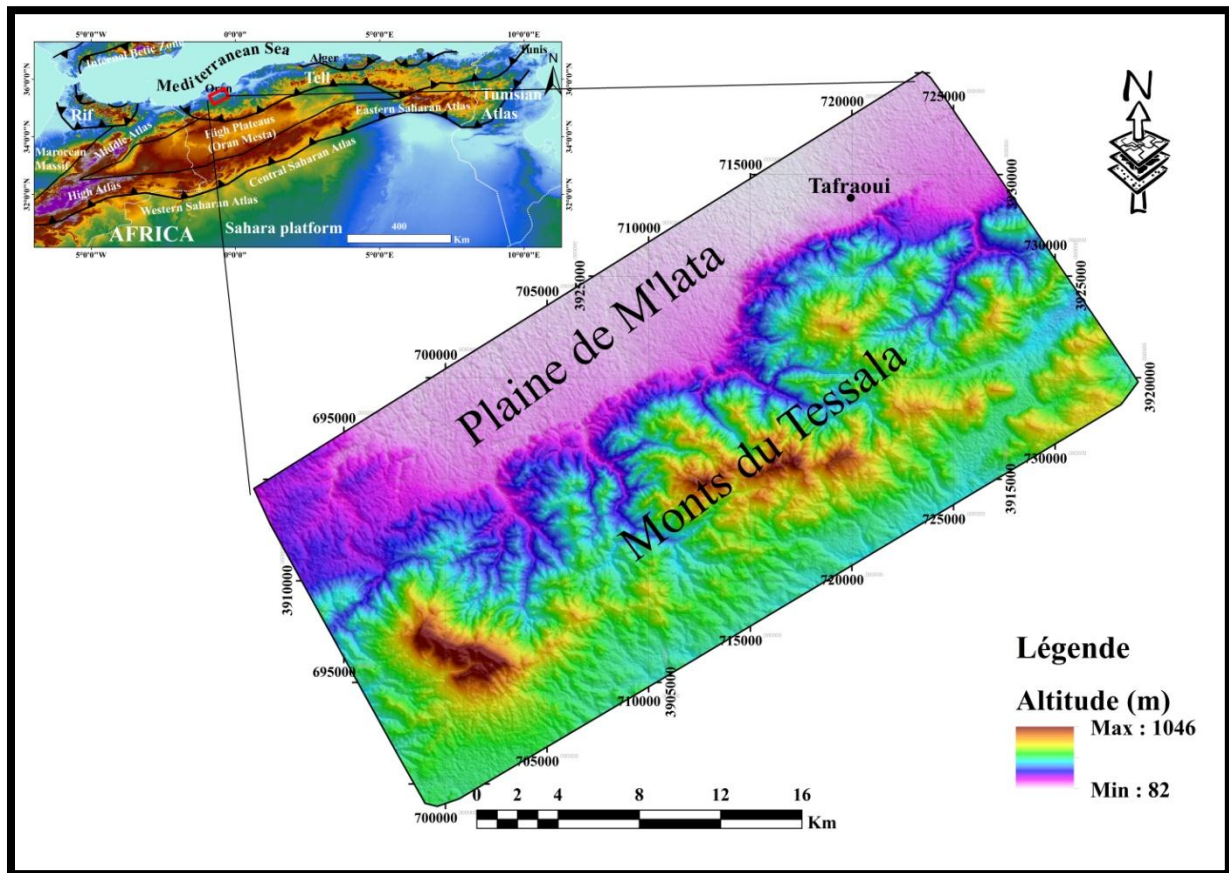 5°0'0"W
0°0'0"
5°0'0"E
10°0'0"E
Internal Betic Zone
Mediterranean Sea
Alger
Tunis
N
Oran
Tell
Tunisian
Atlas
Rif
Eastern Saharan Atlas
High Plateaus
(Oran Mesta)
Middle Atlas
Marocean
Massif
High Atlas
Central Saharan Atlas
Western Saharan Atlas
AFRICA
Sahara platform
400
Km
36°0'0"N
34°0'0"N
32°0'0"N
36°0'0"N
34°0'0"N
32°0'0"N
5°0'0"W
0°0'0"
5°0'0"E
10°0'0"E
N
725000
720000
715000
710000
705000
700000
695000
3925000
3930000
730000
3925000
3920000
Tafraoui
Plaine de M'lata
Monts du Tessala
3910000
695000
700000
705000
710000
3905000
715000
720000
725000
3915000
730000
0 2 4 8 12 16
Km
Légende
Altitude (m)
Max : 1046
Min : 82